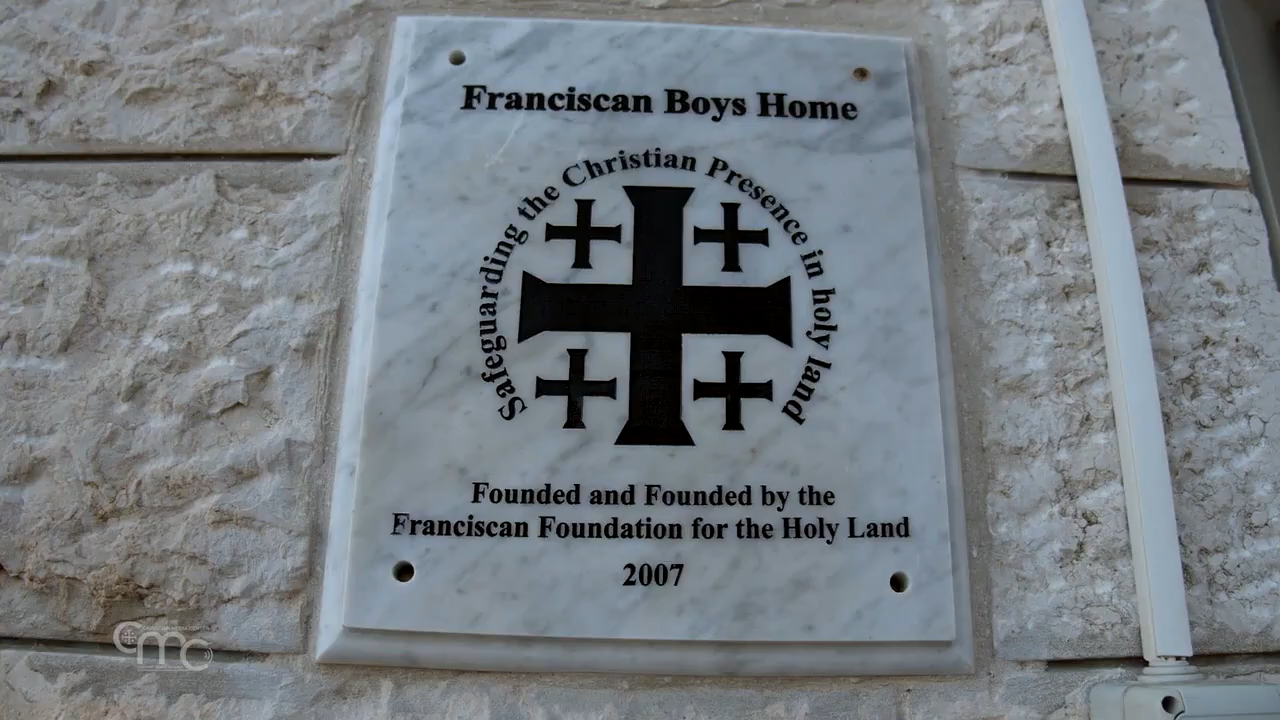 Franciscan Boys Home
Safeguarding the Christian Presence in holy land
Founded and Founded by the
Franciscan Foundation for the Holy Land
2007
CMC